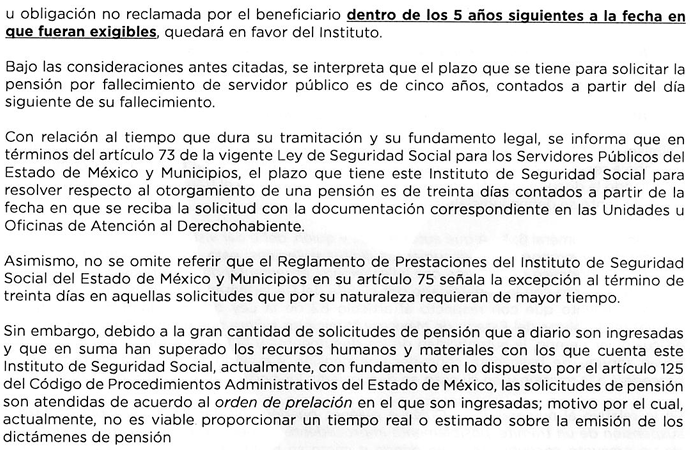 u obligación no reclamada por el beneficiario dentro de los 5 años siguientes a la fecha en
que fueran exigibles, quedará en favor del Instituto.
Bajo las consideraciones antes citadas, se interpreta que el plazo que se tiene para solicitar la
pensión por fallecimiento de servidor público es de cinco años, contados a partir del día
siguiente de su fallecimiento.
Con relación al tiempo que dura su tramitación y su fundamento legal, se informa que en
términos del artículo 73 de la vigente Ley de Seguridad Social para los Servidores Públicos del
Estado de México y Municipios, el plazo que tiene este Instituto de Seguridad Social para
resolver respecto al otorgamiento de una pensión es de treinta días contados a partir de la
fecha en que se reciba la solicitud con la documentación correspondiente en las Unidades u
Oficinas de Atención al Derechohabiente.
Asimismo, no se omite referir que el Reglamento de Prestaciones del Instituto de Seguridad
Social del Estado de México y Municipios en su artículo 75 señala la excepción al término de
treinta días en aquellas solicitudes que por su naturaleza requieran de mayor tiempo.
Sin embargo, debido a la gran cantidad de solicitudes de pensión que a diario son ingresadas
y que en suma han superado los recursos humanos y materiales con los que cuenta este
Instituto de Seguridad Social, actualmente, con fundamento en lo dispuesto por el artículo 125
del Código de Procedimientos Administrativos del Estado de México, las solicitudes de pensión
son atendidas de acuerdo al orden de prelación en el que son ingresadas; motivo por el cual,
actualmente, no es viable proporcionar un tiempo real o estimado sobre la emisión de los
dictámenes de pensión